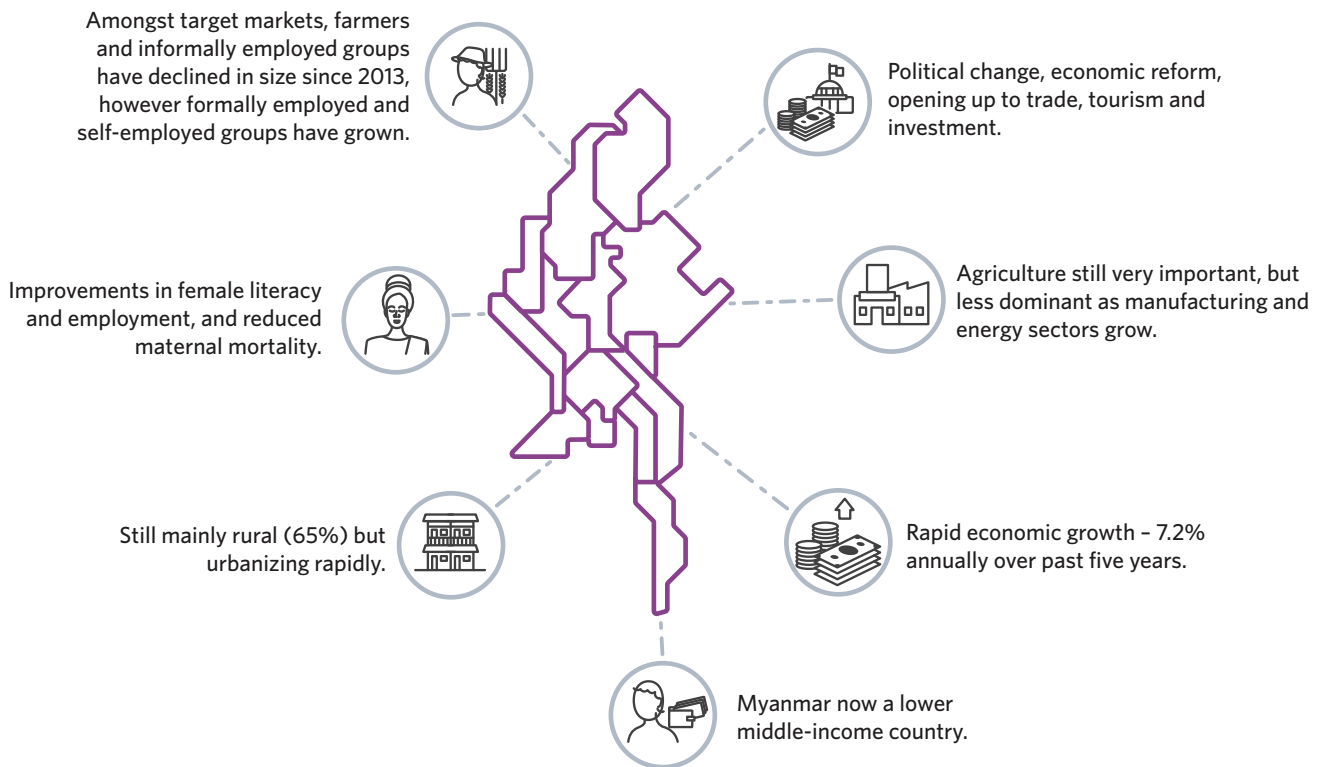 Amongst target markets, farmers
and informally employed groups
have declined in size since 2013,
however formally employed and
self-employed groups have grown.
Political change, economic reform,
opening up to trade, tourism and
investment.
Improvements in female literacy
and employment, and reduced
maternal mortality.
Agriculture still very important, but
less dominant as manufacturing and
energy sectors grow.
Still mainly rural (65%) but
urbanizing rapidly.
Rapid economic growth – 7.2%
annually over past five years.
Myanmar now a lower
middle-income country.